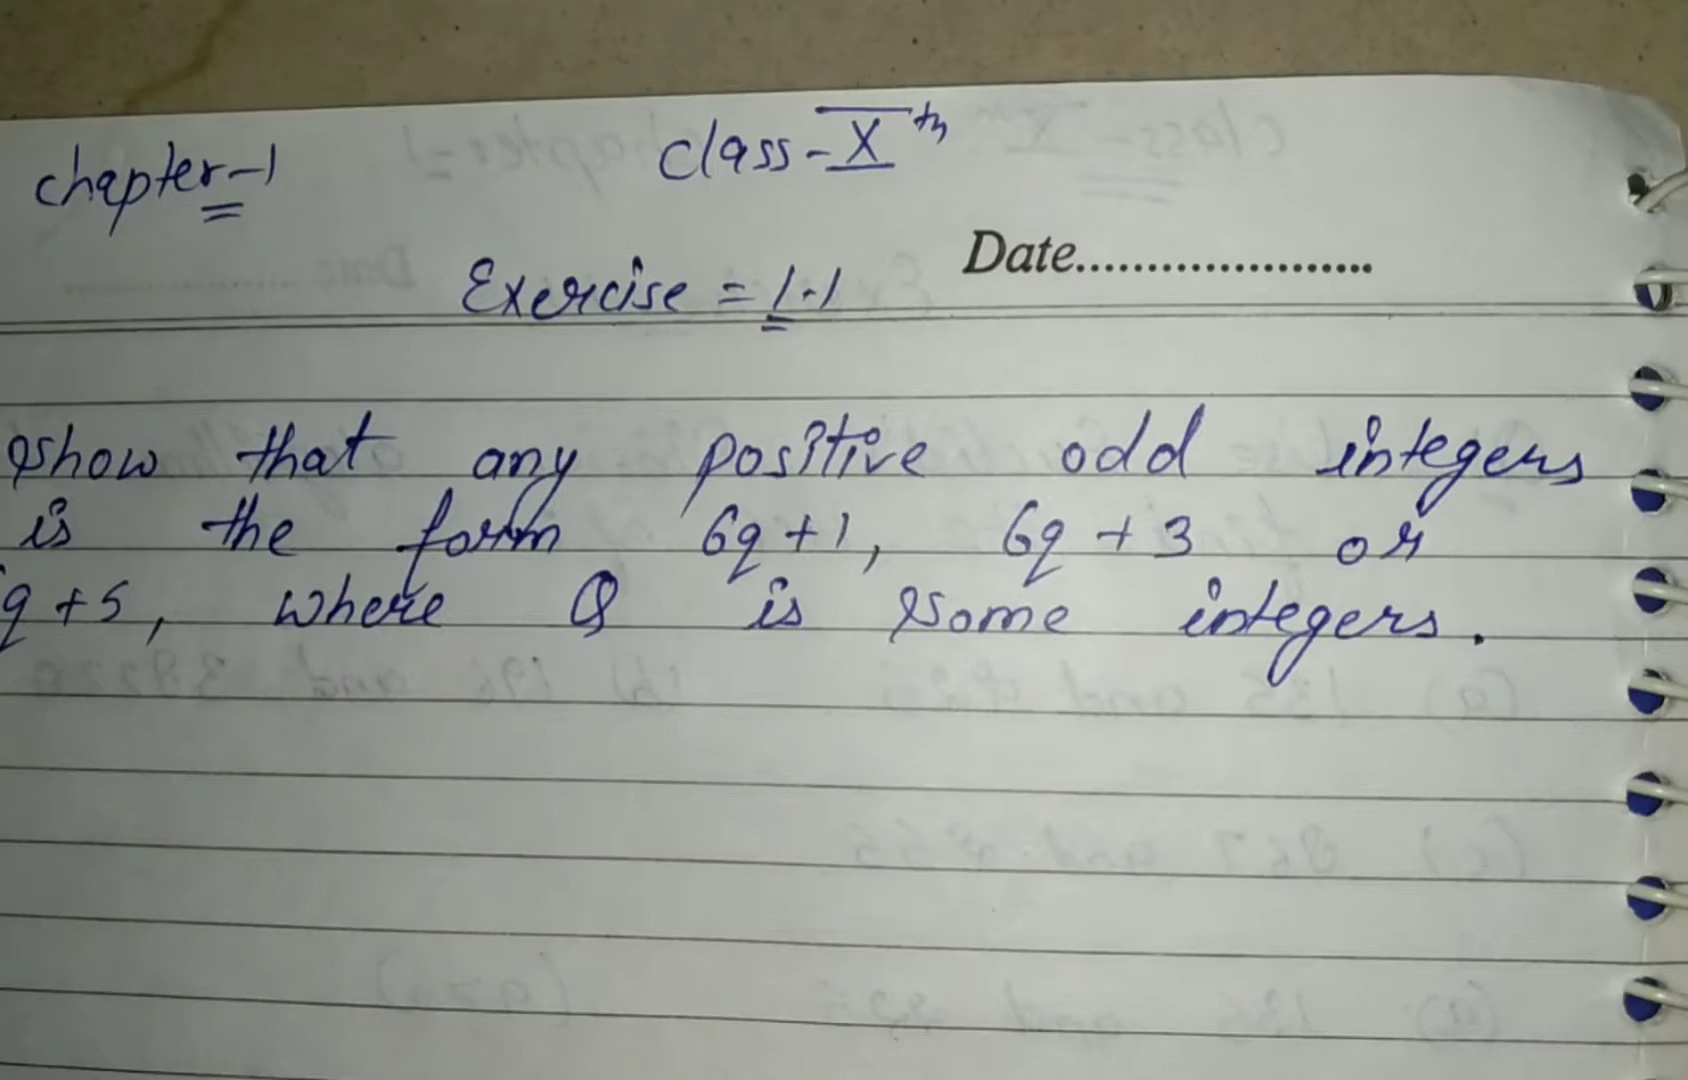 chapter-1
class-Xth
Date.....................
Exercise = 1.1
show that any positive odd integers
is the form 6q+1, 6q+3 or
q+5, where Q is some integers.